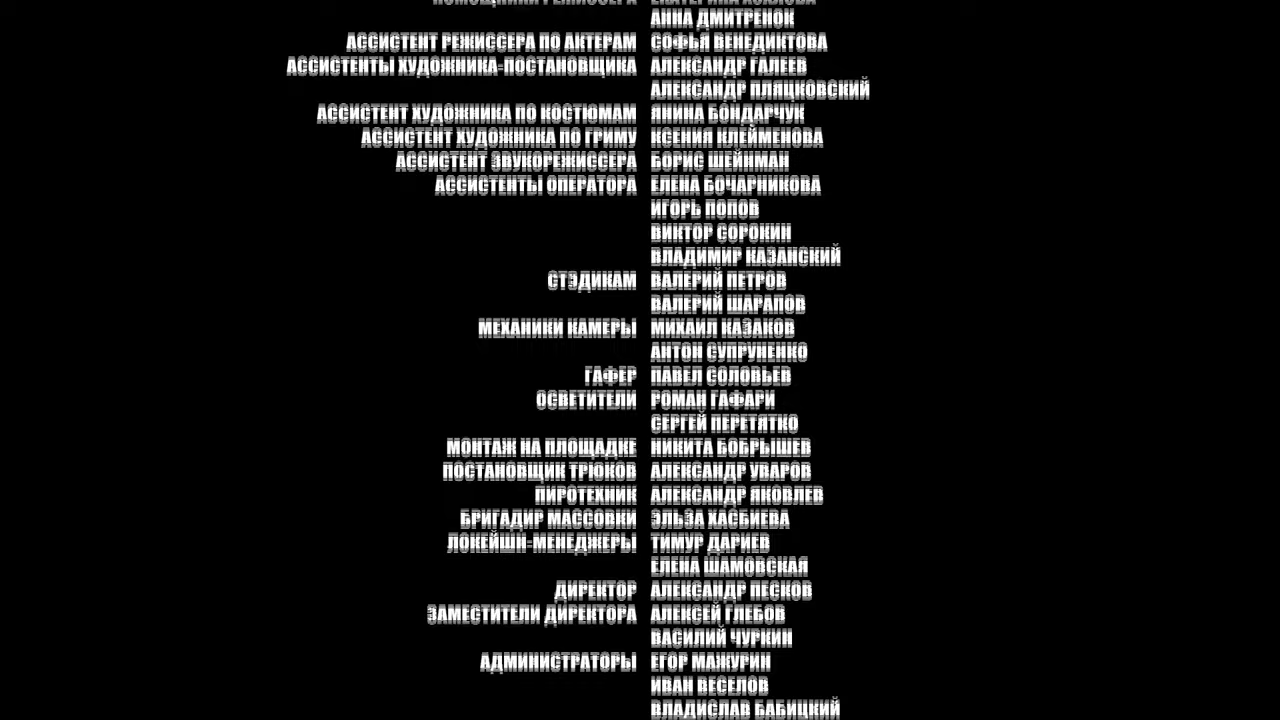 ПОМОЩНИКИ РЕЖИССЕРА ЕКАТЕРИНА ХОХЛОВА
АННА ДМИТРЕНОК
АССИСТЕНТ РЕЖИССЕРА ПО АКТЕРАМ СОФЬЯ ВЕНЕДИКТОВА
АССИСТЕНТЫ ХУДОЖНИКА-ПОСТАНОВЩИКА АЛЕКСАНДР ГАЛЕЕВ
АЛЕКСАНДР ПЛЯЦКОВСКИЙ
АССИСТЕНТ ХУДОЖНИКА ПО КОСТЮМАМ ЯНИНА БОНДАРЧУК
АССИСТЕНТ ХУДОЖНИКА ПО ГРИМУ КСЕНИЯ КЛЕЙМЕНОВА
АССИСТЕНТ ЗВУКОРЕЖИССЕРА БОРИС ШЕЙНМАН
АССИСТЕНТЫ ОПЕРАТОРА ЕЛЕНА БОЧАРНИКОВА
ИГОРЬ ПОПОВ
ВИКТОР СОРОКИН
ВЛАДИМИР КАЗАНСКИЙ
СТЭДИКАМ ВАЛЕРИЙ ПЕТРОВ
ВАЛЕРИЙ ШАРАПОВ
МЕХАНИКИ КАМЕРЫ МИХАИЛ КАЗАКОВ
АНТОН СУПРУНЕНКО
ГАФЕР ПАВЕЛ СОЛОВЬЕВ
ОСВЕТИТЕЛИ РОМАН ГАФАРИ
СЕРГЕЙ ПЕРЕТЯТКО
МОНТАЖ НА ПЛОЩАДКЕ НИКИТА БОБРЫШЕВ
ПОСТАНОВЩИК ТРЮКОВ АЛЕКСАНДР УВАРОВ
ПИРОТЕХНИК АЛЕКСАНДР ЯКОВЛЕВ
БРИГАДИР МАССОВКИ ЭЛЬЗА ХАСБИЕВА
ЛОКЕЙШН-МЕНЕДЖЕРЫ ТИМУР ДАРИЕВ
ЕЛЕНА ШАМОВСКАЯ
ДИРЕКТОР АЛЕКСАНДР ПЕСКОВ
ЗАМЕСТИТЕЛИ ДИРЕКТОРА АЛЕКСЕЙ ГЛЕБОВ
ВАСИЛИЙ ЧУРКИН
АДМИНИСТРАТОРЫ ЕГОР МАЖУРИН
ИВАН ВЕСЕЛОВ
ВЛАДИСЛАВ БАБИЦКИЙ